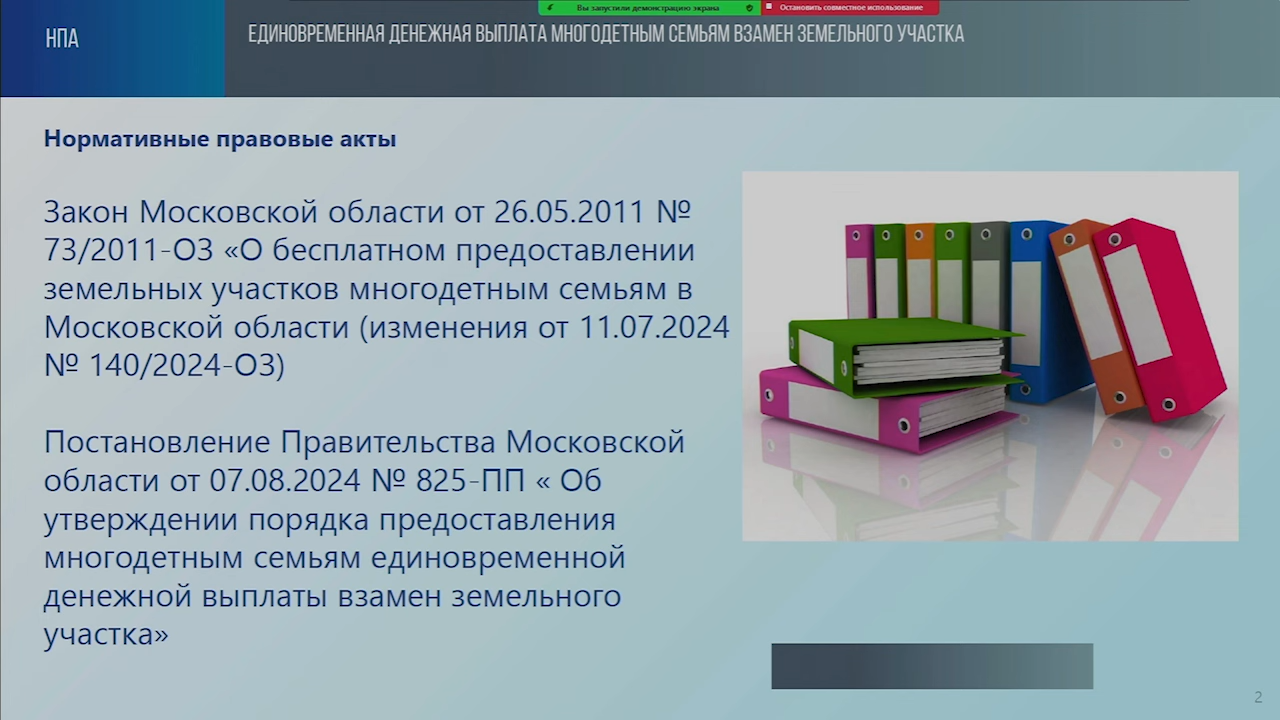 Вы запустили демонстрацию экрана
Остановить совместное использование
НПА
ЕДИНОВРЕМЕННАЯ ДЕНЕЖНАЯ ВЫПЛАТА МНОГОДЕТНЫМ СЕМЬЯМ ВЗАМЕН ЗЕМЕЛЬНОГО УЧАСТКА
Нормативные правовые акты
Закон Московской области от 26.05.2011 №
73/2011-ОЗ «О бесплатном предоставлении
земельных участков многодетным семьям в
Московской области (изменения от 11.07.2024
№ 140/2024-ОЗ)
Постановление Правительства Московской
области от 07.08.2024 № 825-ПП « Об
утверждении порядка предоставления
многодетным семьям единовременной
денежной выплаты взамен земельного
участка»
2